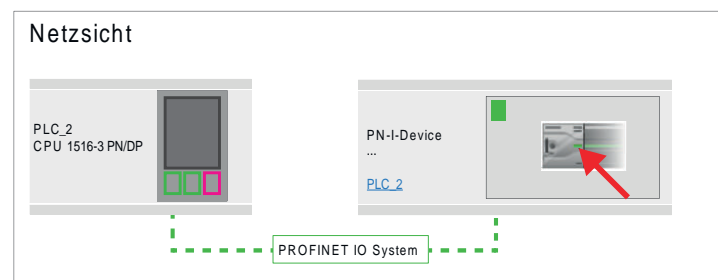 Netzsicht
PLC_2
CPU 1516-3 PN/DP
PN-I-Device
...
PLC_2
PROFINET IO System